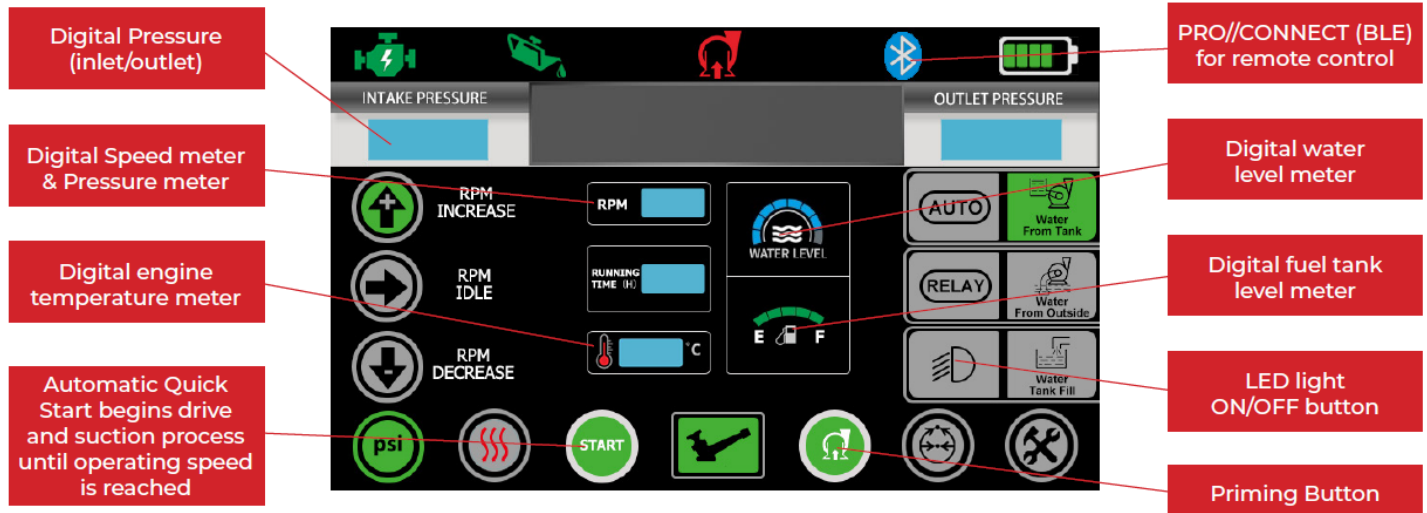 Digital Pressure
(inlet/outlet)
Digital Speed meter
& Pressure meter
Digital engine
temperature meter
Automatic Quick
Start begins drive
and suction process
until operating speed
is reached
INTAKE PRESSURE
OUTLET PRESSURE
RPM
INCREASE
RPM
IDLE
RPM
DECREASE
RPM
RUNNING
TIME (H)
°C
WATER LEVEL
E F
AUTO
Water
From Tank
RELAY
Water
From Outside
Water
Tank Fill
psi
START
PRO//CONNECT (BLE)
for remote control
Digital water
level meter
Digital fuel tank
level meter
LED light
ON/OFF button
Priming Button